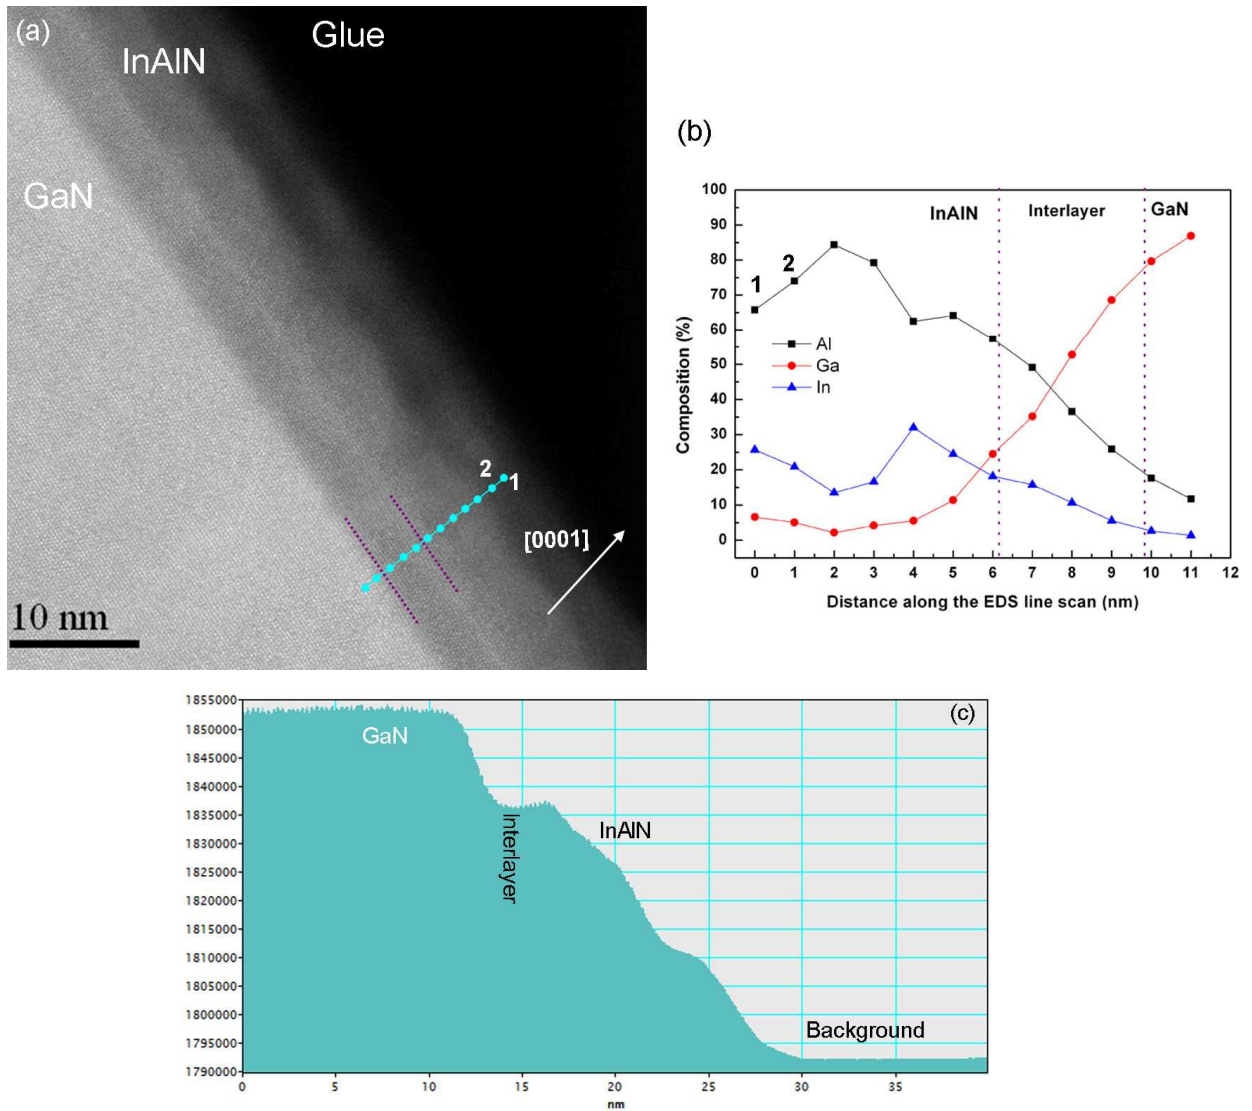 (a)
Glue
InAlN
GaN
2
1
[0001]
10 nm
(b)
100
90
80
70
60
50
40
30
20
10
0
Composition (%)
InAlN
Interlayer
GaN
1
2
Al
Ga
In
0 1 2 3 4 5 6 7 8 9 10 11 12
Distance along the EDS line scan (nm)
(c)
1855000
1850000
1845000
1840000
1835000
1830000
1825000
1820000
1815000
1810000
1805000
1800000
1795000
1790000
GaN
Interlayer
InAlN
Background
0 5 10 15 20 25 30 35
nm